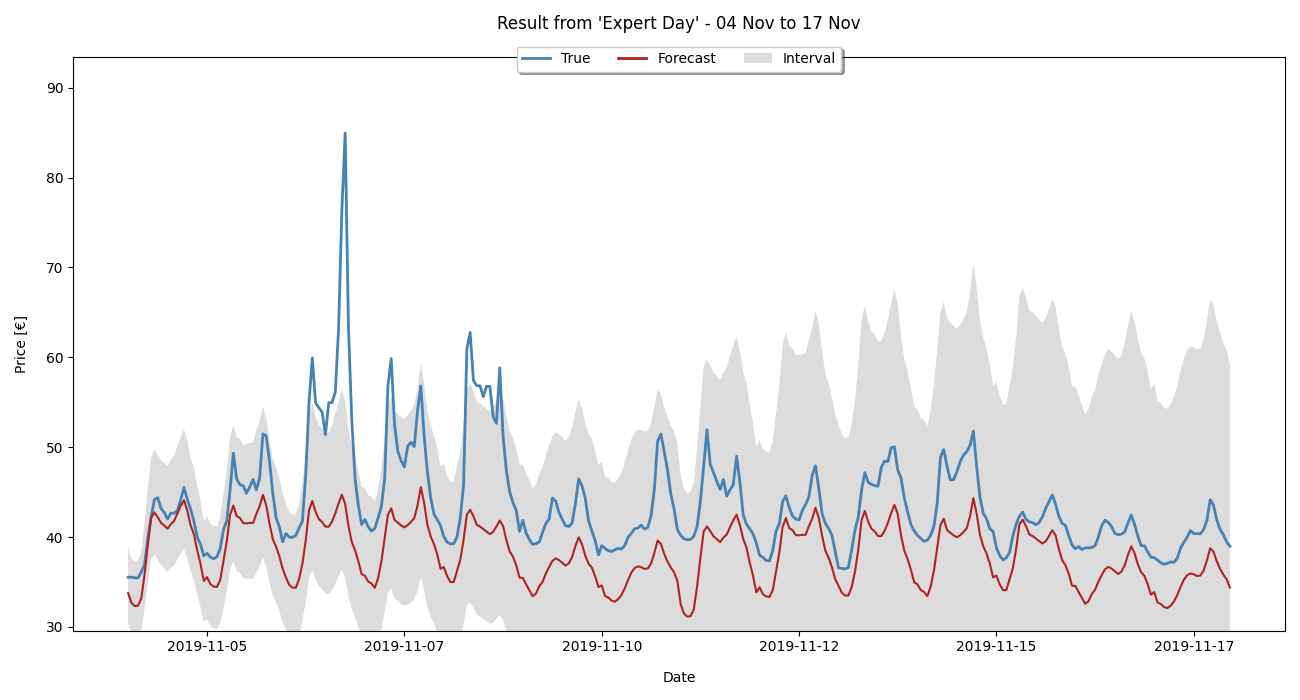 Result from 'Expert Day' - 04 Nov to 17 Nov
True Forecast Interval
90
80
70
60
50
40
30
Price [€]
2019-11-05 2019-11-07 2019-11-10 2019-11-12 2019-11-15 2019-11-17
Date